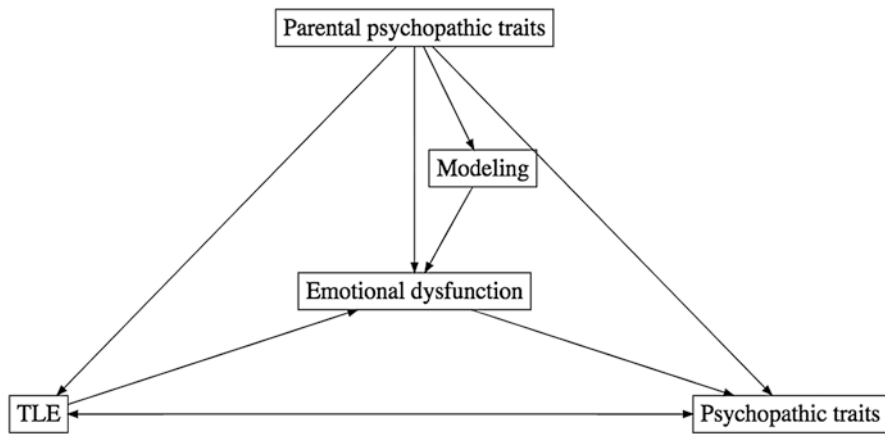 Parental psychopathic traits
Modeling
Emotional dysfunction
TLE
Psychopathic traits